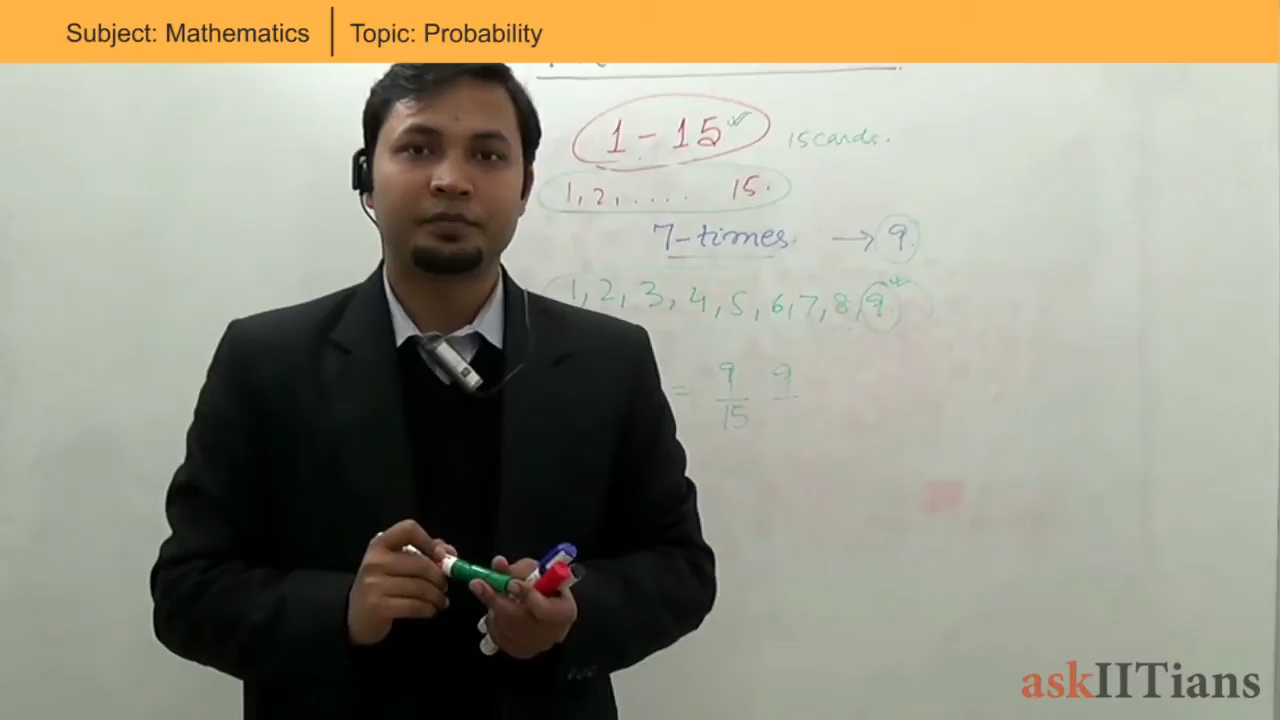 Subject: Mathematics | Topic: Probability
1 - 15 15 cards.
1, 2, ..... 15.
7-times. → 9.
1, 2, 3, 4, 5, 6, 7, 8, 9
= 9/15 9
askIITians